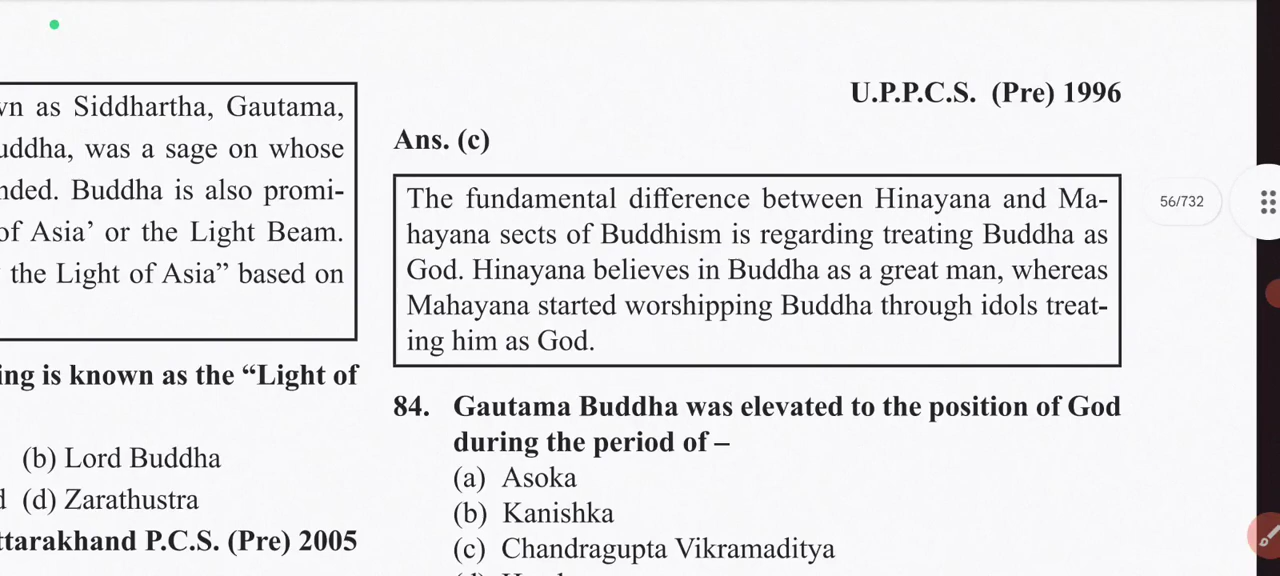 wn as Siddhartha, Gautama,
uddha, was a sage on whose
nded. Buddha is also promi-
of Asia’ or the Light Beam.
the Light of Asia” based on
ing is known as the “Light of
(b) Lord Buddha
d (d) Zarathustra
ttarakhand P.C.S. (Pre) 2005
U.P.P.C.S. (Pre) 1996
Ans. (c)
The fundamental difference between Hinayana and Ma-
hayana sects of Buddhism is regarding treating Buddha as
God. Hinayana believes in Buddha as a great man, whereas
Mahayana started worshipping Buddha through idols treat-
ing him as God.
84. Gautama Buddha was elevated to the position of God
during the period of –
(a) Asoka
(b) Kanishka
(c) Chandragupta Vikramaditya
56/732